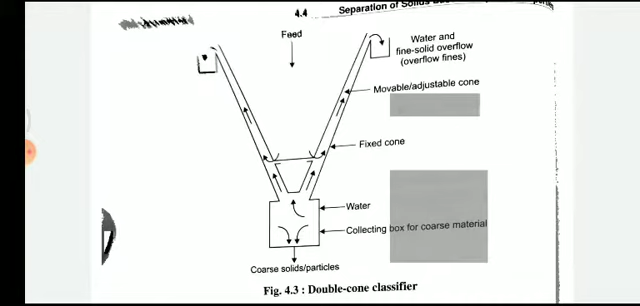 4.4
Separation of Solids
Feed
Water and
fine-solid overflow
(overflow fines)
Movable/adjustable cone
Fixed cone
Water
Collecting box for coarse material
Coarse solids/particles
Fig. 4.3 : Double-cone classifier